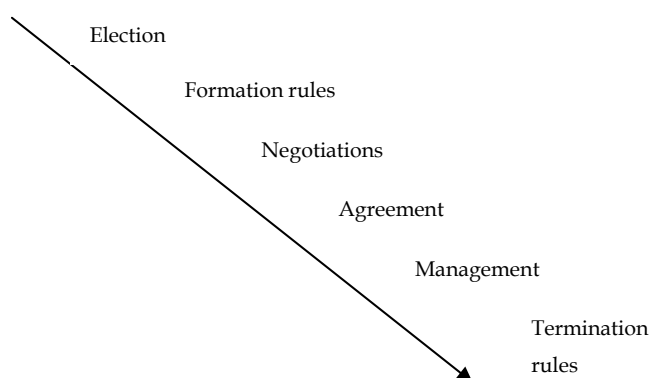 Election
Formation rules
Negotiations
Agreement
Management
Termination
rules